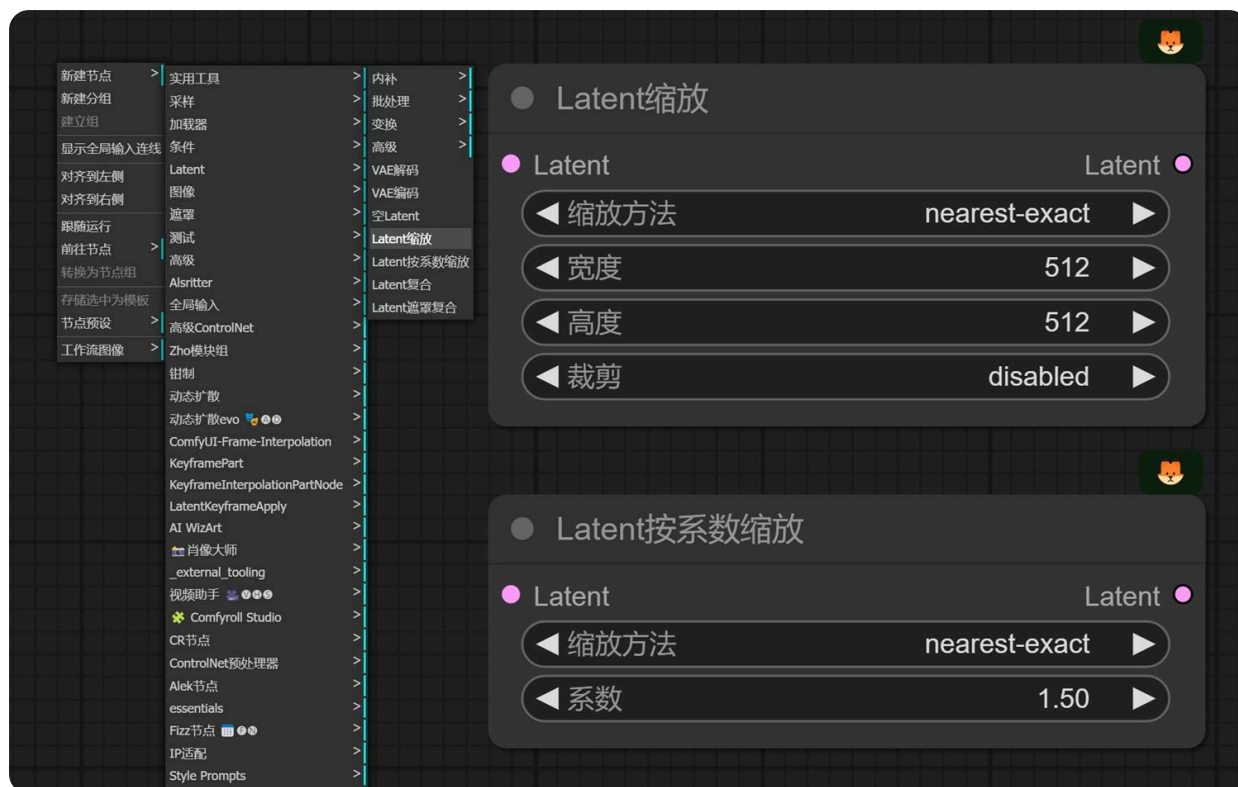 新建节点 >
新建分组
建立组
显示全局输入连线
对齐到左侧
对齐到右侧
跟随运行
前往节点 >
转换为节点组
存储选中为模板
节点预设 >
工作流图像 >
实用工具 >
采样 >
加载器 >
条件 >
Latent >
图像 >
遮罩 >
测试 >
高级 >
Alsritter >
全局输入 >
高级ControlNet >
Zho模块组 >
钳制 >
动态扩散 >
动态扩散evo 🎭🅐🅓 >
ComfyUI-Frame-Interpolation >
KeyframePart >
KeyframeInterpolationPartNode >
LatentKeyframeApply >
AI WizArt >
📸肖像大师 >
_external_tooling >
视频助手 🎥🅥🅗🅢 >
🧩 Comfyroll Studio >
CR节点 >
ControlNet预处理器 >
Alek节点 >
essentials >
Fizz节点 📅🅕🅝 >
IP适配 >
Style Prompts >
内补 >
批处理 >
变换 >
高级 >
VAE解码
VAE编码
空Latent
Latent缩放
Latent按系数缩放
Latent复合
Latent遮罩复合
Latent缩放
Latent Latent
缩放方法 nearest-exact
宽度 512
高度 512
裁剪 disabled
Latent按系数缩放
Latent Latent
缩放方法 nearest-exact
系数 1.50